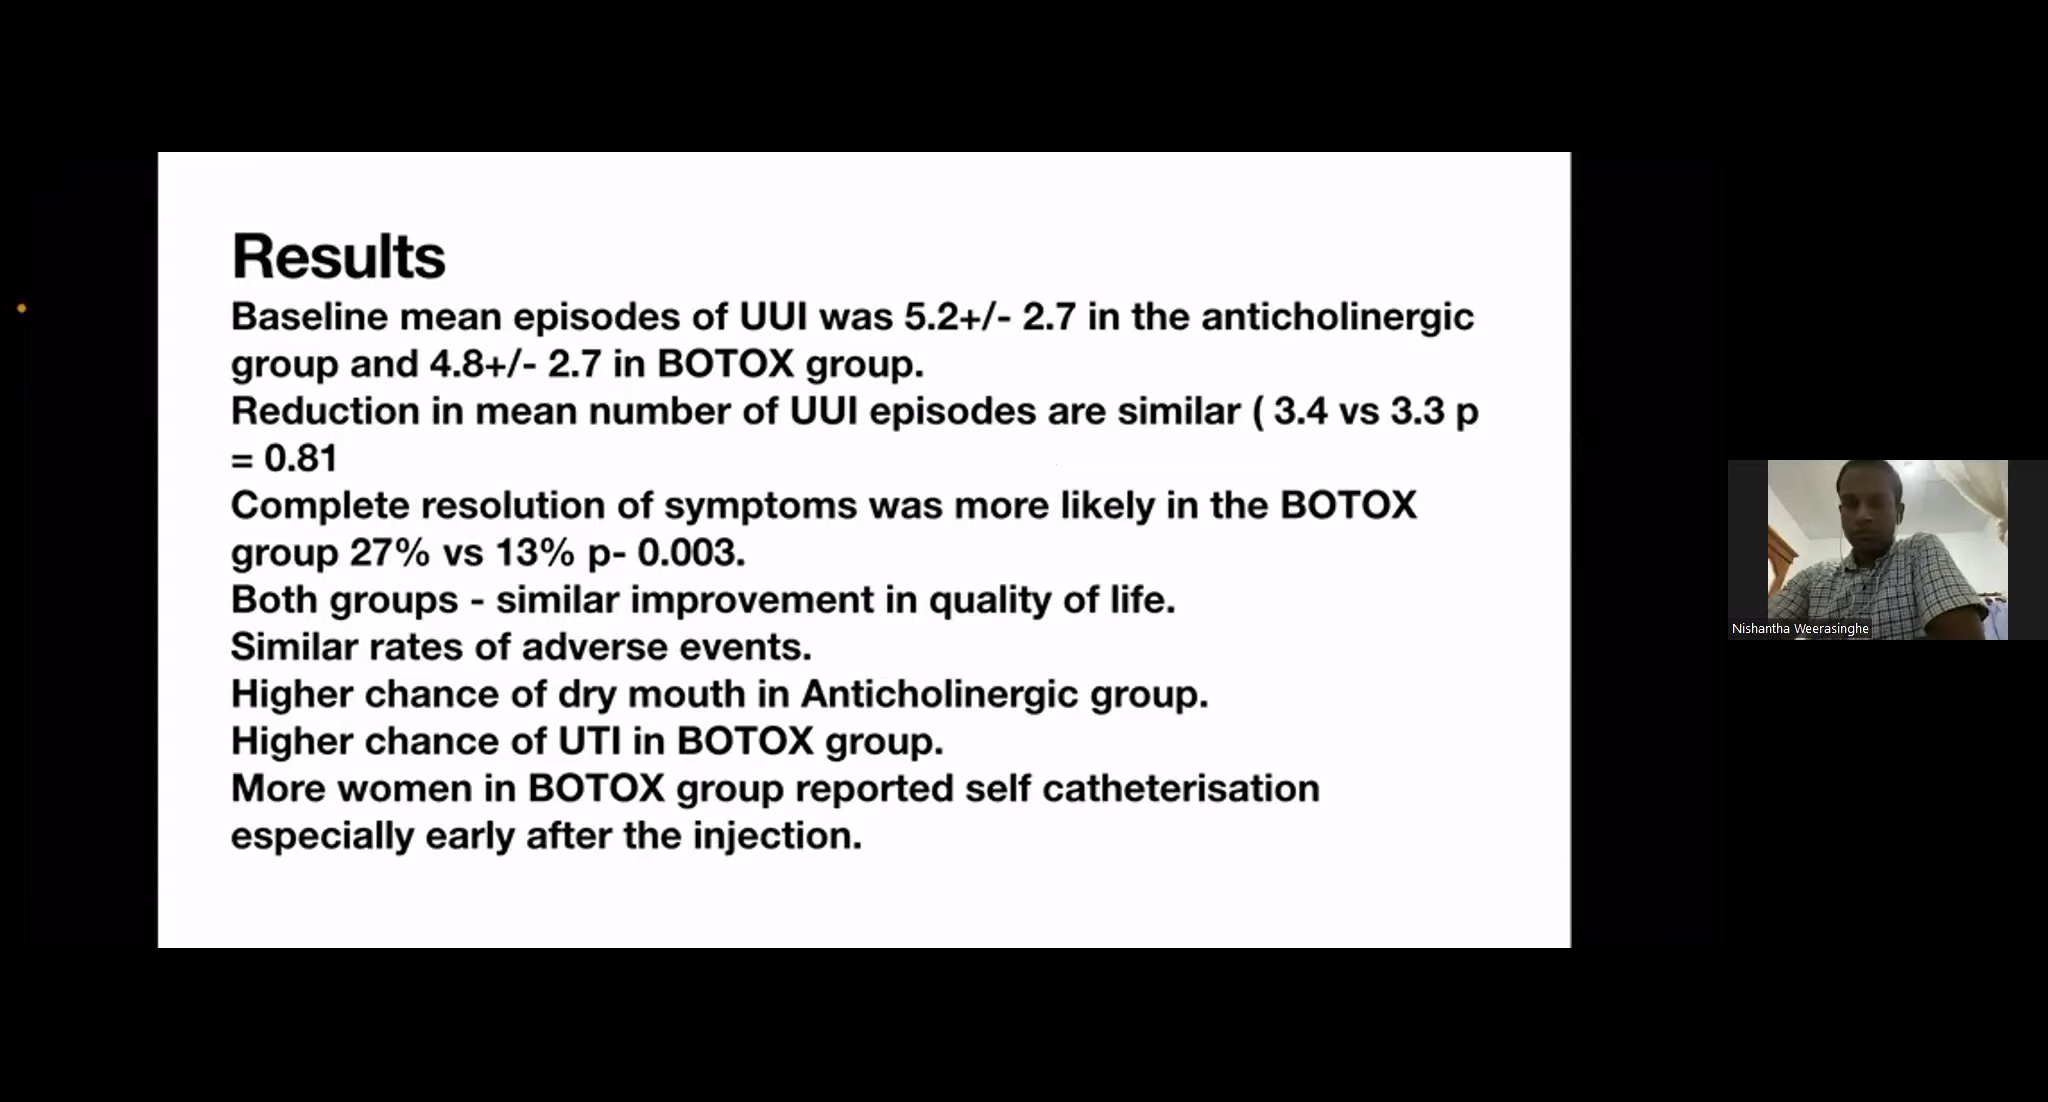 Results
Baseline mean episodes of UUI was 5.2+/- 2.7 in the anticholinergic
group and 4.8+/- 2.7 in BOTOX group.
Reduction in mean number of UUI episodes are similar ( 3.4 vs 3.3 p
= 0.81
Complete resolution of symptoms was more likely in the BOTOX
group 27% vs 13% p- 0.003.
Both groups - similar improvement in quality of life.
Similar rates of adverse events.
Higher chance of dry mouth in Anticholinergic group.
Higher chance of UTI in BOTOX group.
More women in BOTOX group reported self catheterisation
especially early after the injection.
Nishantha Weerasinghe